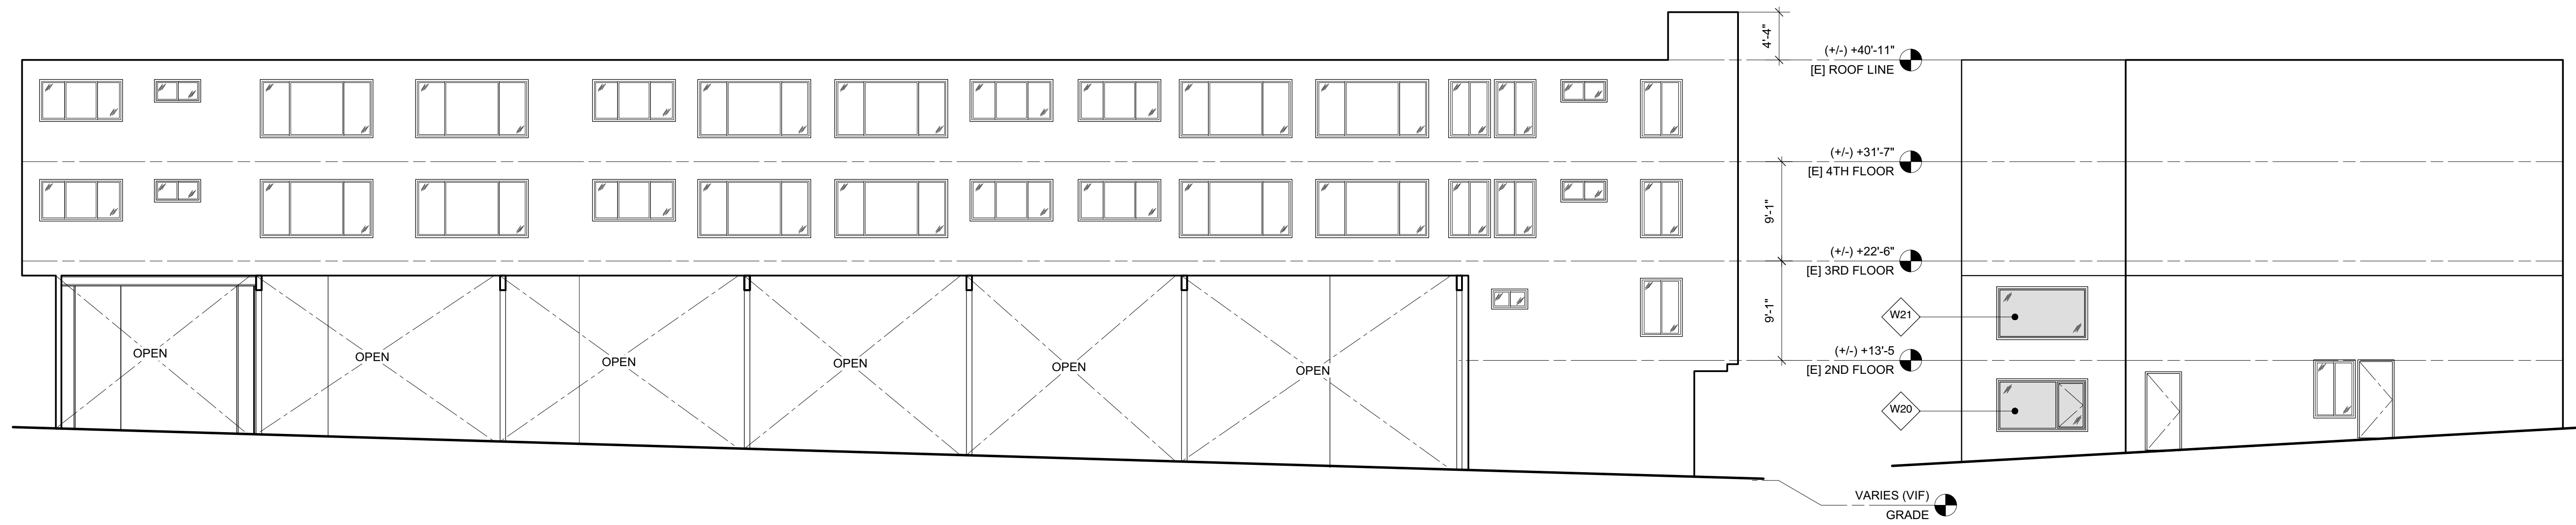 4'-4"
(+/-) +40'-11"
[E] ROOF LINE
(+/-) +31'-7"
[E] 4TH FLOOR
9'-1"
(+/-) +22'-6"
[E] 3RD FLOOR
9'-1"
W21
(+/-) +13'-5
[E] 2ND FLOOR
W20
OPEN
OPEN
OPEN
OPEN
OPEN
OPEN
VARIES (VIF)
GRADE